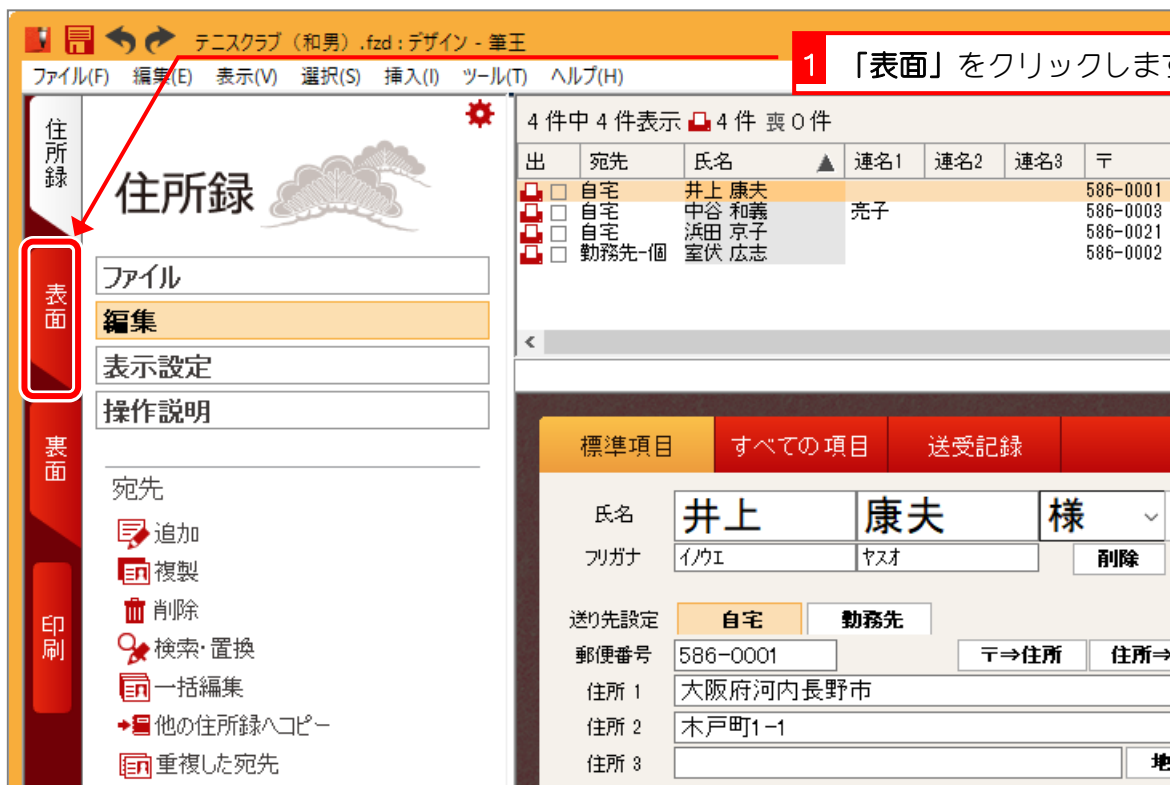 テニスクラブ（和男）.fzd : デザイン - 筆王
ファイル(F) 編集(E) 表示(V) 選択(S) 挿入(I) ツール(T) ヘルプ(H)
1 「表面」をクリックします
住所録
表面
裏面
印刷
住所録
ファイル
編集
表示設定
操作説明
宛先
追加
複製
削除
検索・置換
一括編集
他の住所録へコピー
重複した宛先
4 件中 4 件表示 4 件 喪 0 件
出 宛先 氏名 ▲ 連名1 連名2 連名3 〒
自宅 井上 康夫 586-0001
自宅 中谷 和義 亮子 586-0003
自宅 浜田 京子 586-0021
勤務先-個 室伏 広志 586-0002
標準項目 すべての項目 送受記録
氏名 井上 康夫 様
フリガナ イノウエ ヤスオ 削除
送り先設定 自宅 勤務先
郵便番号 586-0001 〒⇒住所 住所⇒
住所 1 大阪府河内長野市
住所 2 木戸町1-1
住所 3